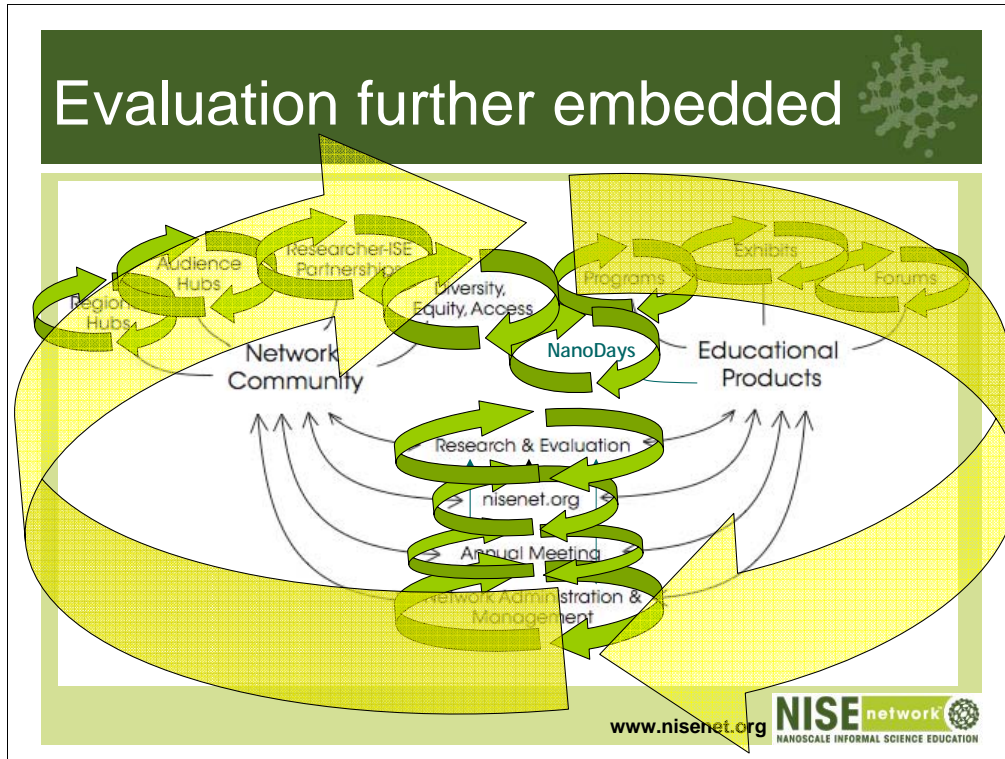 Evaluation further embedded
Audience
Hubs
Researcher-ISE
Partnerships
Hubs
Diversity,
Equity, Access
Programs
Exhibits
Forums
NanoDays
Network
Community
Educational
Products
Research & Evaluation
nisenet.org
Annual Meeting
Network Administration &
Management
www.nisenet.org
NISE network
NANOSCALE INFORMAL SCIENCE EDUCATION